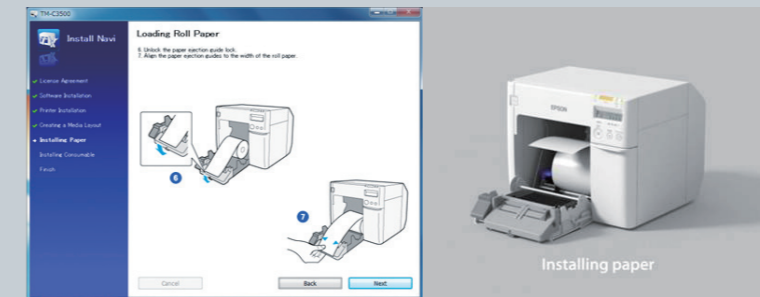 TM-C3500
Install Navi
License Agreement
Software Installation
Printer Installation
Creating a Media Layout
Installing Paper
Installing Consumable
Finish
Loading Roll Paper
6. Unlock the paper ejection guide lock.
7. Align the paper ejection guides to the width of the roll paper.
6
7
Cancel
Back
Next
EPSON
Installing paper